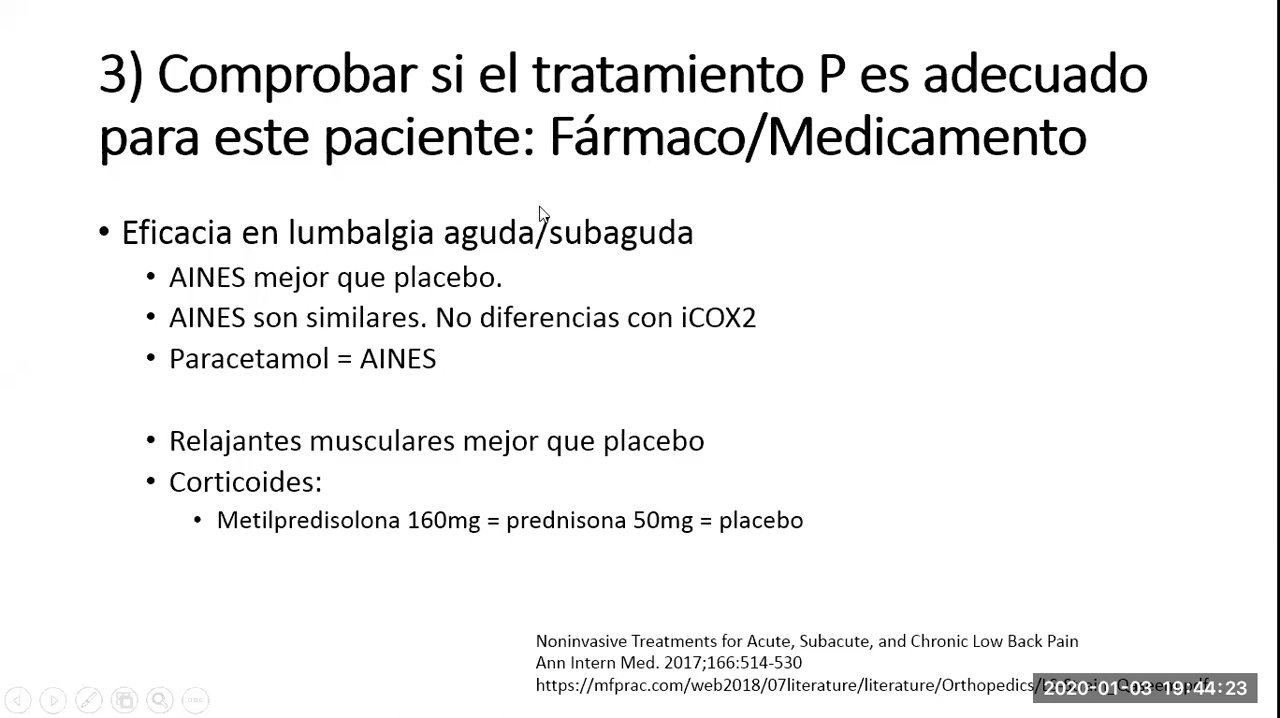 3) Comprobar si el tratamiento P es adecuado
para este paciente: Fármaco/Medicamento
• Eficacia en lumbalgia aguda/subaguda
• AINES mejor que placebo.
• AINES son similares. No diferencias con iCOX2
• Paracetamol = AINES
• Relajantes musculares mejor que placebo
• Corticoides:
• Metilpredisolona 160mg = prednisona 50mg = placebo
Noninvasive Treatments for Acute, Subacute, and Chronic Low Back Pain
Ann Intern Med. 2017;166:514-530
https://mfprac.com/web2018/07literature/literature/Orthopedics/
2020-01-03 19:44:23